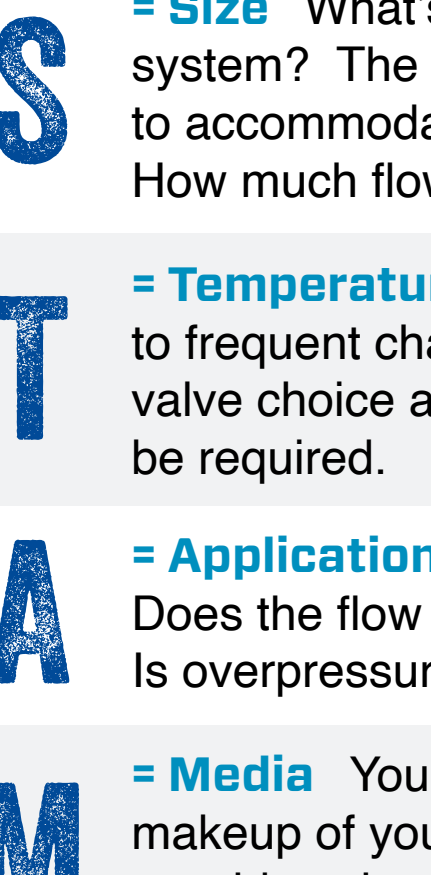 S
= Size What's
system? The
to accommoda
How much flow
T
= Temperatur
to frequent cha
valve choice a
be required.
A
= Application
Does the flow
Is overpressur
M
= Media You
makeup of you